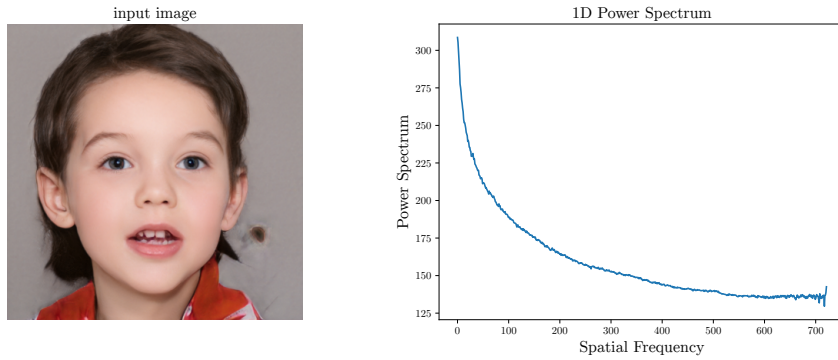 input image
1D Power Spectrum
Power Spectrum
300
275
250
225
200
175
150
125
0 100 200 300 400 500 600 700
Spatial Frequency